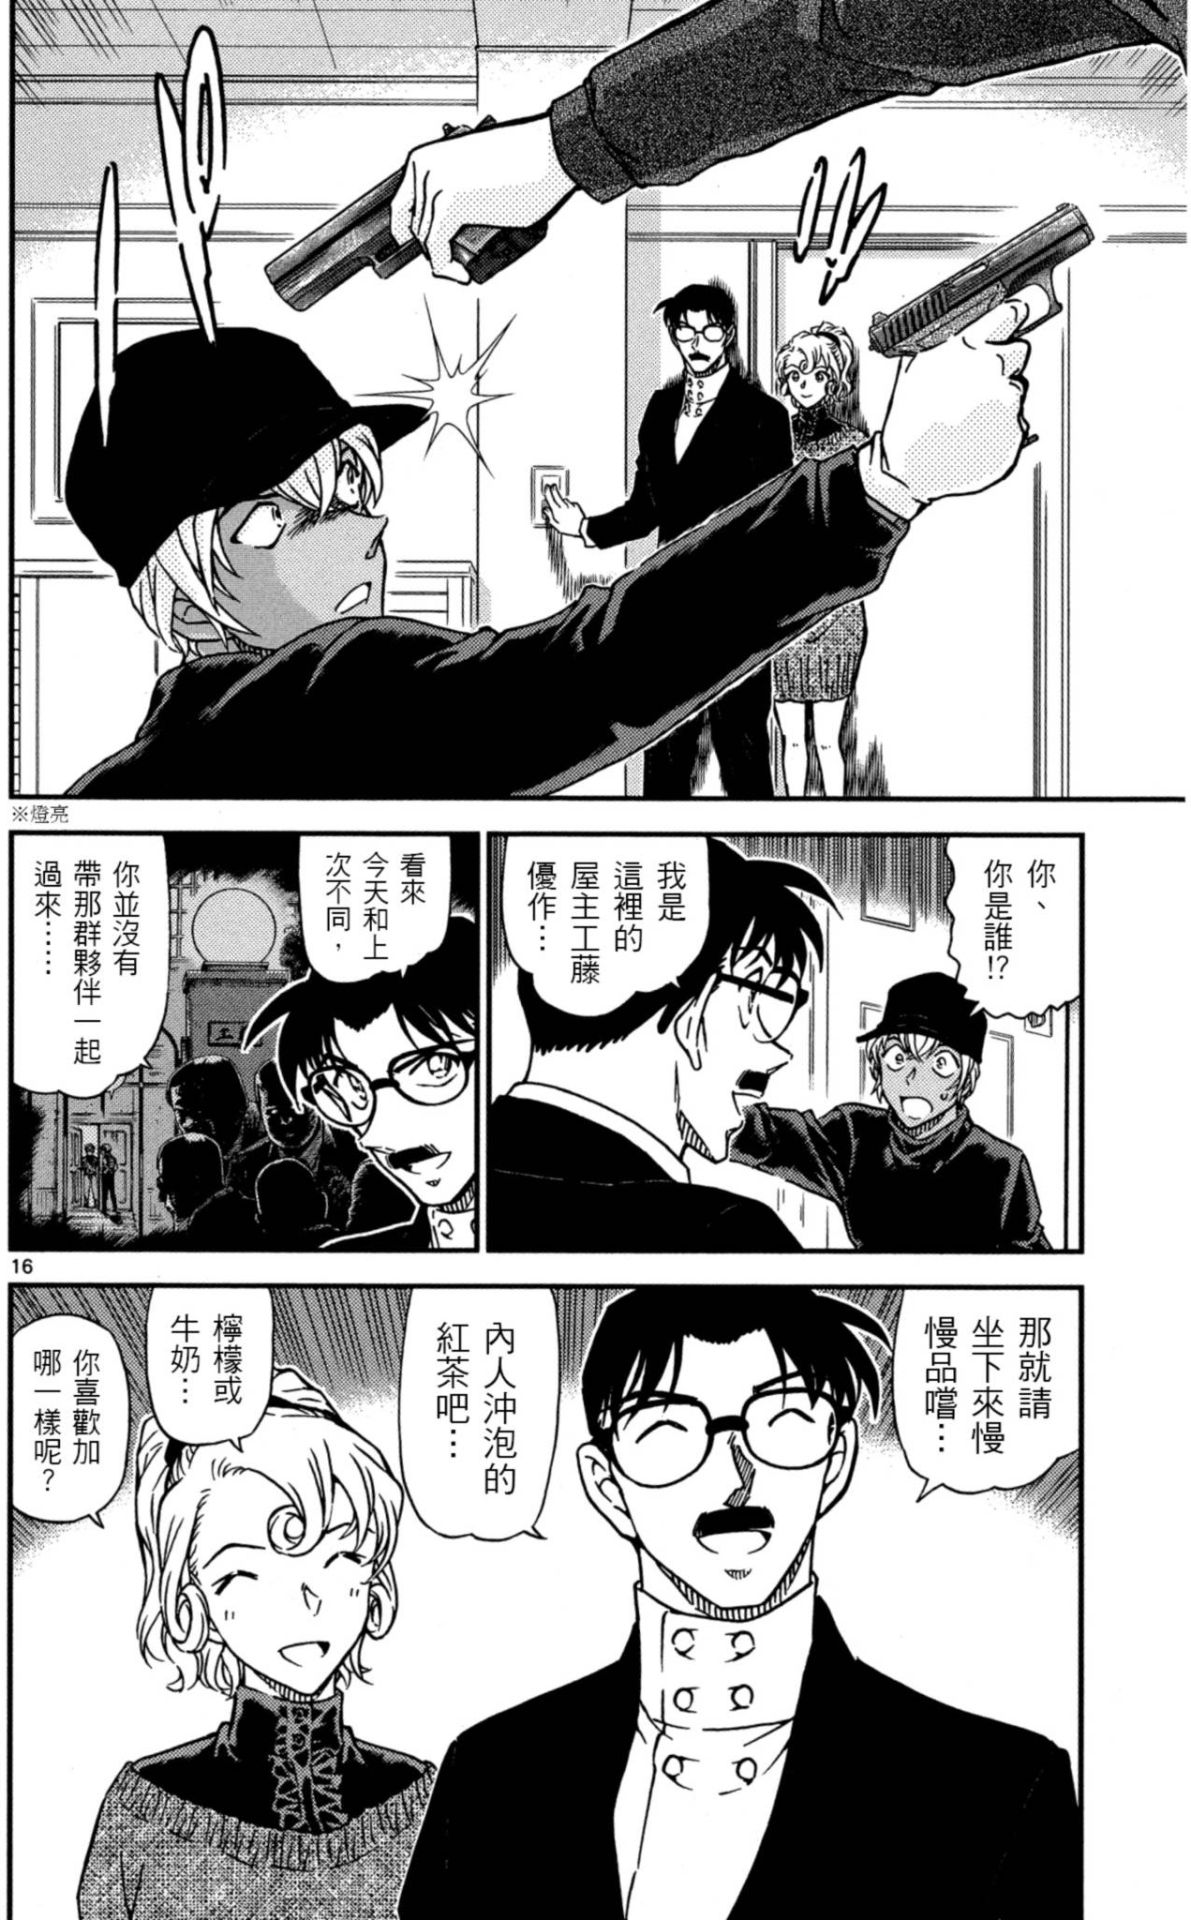 ※燈亮
你、
你是誰!?
我是
這裡的
屋主工藤
優作…
看來
今天和上
次不同，
你並沒有
帶那群夥伴一起
過來……
16
那就請
坐下來慢
慢品嚐…
內人沖泡的
紅茶吧…
檸檬或
牛奶…
你喜歡加
哪一樣呢？